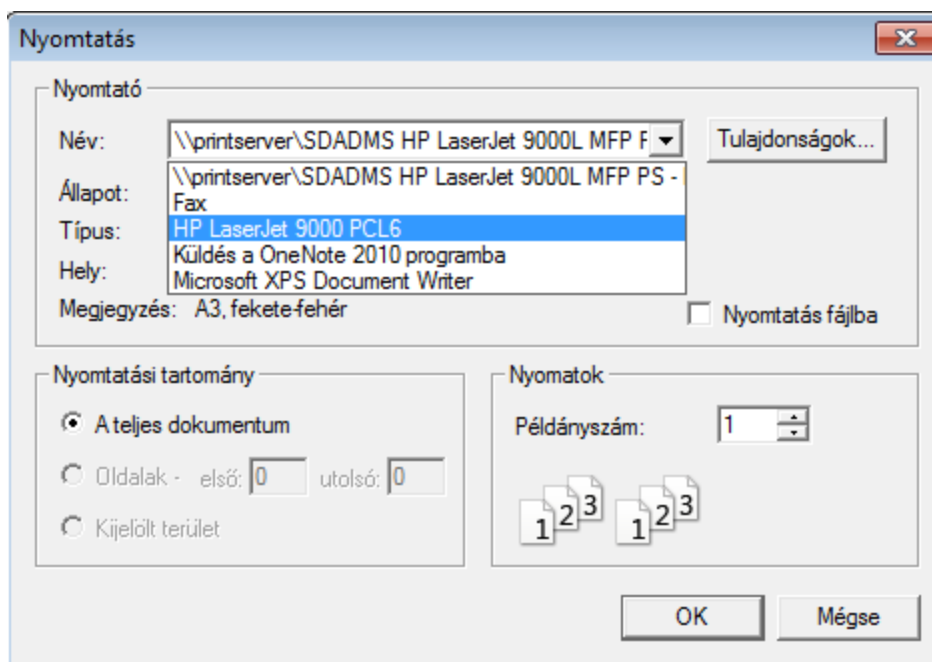 Nyomtatás
Nyomtató
Név: \\printserver\SDADMS HP LaserJet 9000L MFP F Tulajdonságok...
\\printserver\SDADMS HP LaserJet 9000L MFP PS -
Állapot:
Fax
Típus: HP LaserJet 9000 PCL6
Küldés a OneNote 2010 programba
Hely:
Microsoft XPS Document Writer
Megjegyzés: A3, fekete-fehér Nyomtatás fájlba
Nyomtatási tartomány
A teljes dokumentum
Oldalak - első: 0 utolsó: 0
Kijelölt terület
Nyomatok
Példányszám: 1
1 2 3 1 2 3
OK Mégse